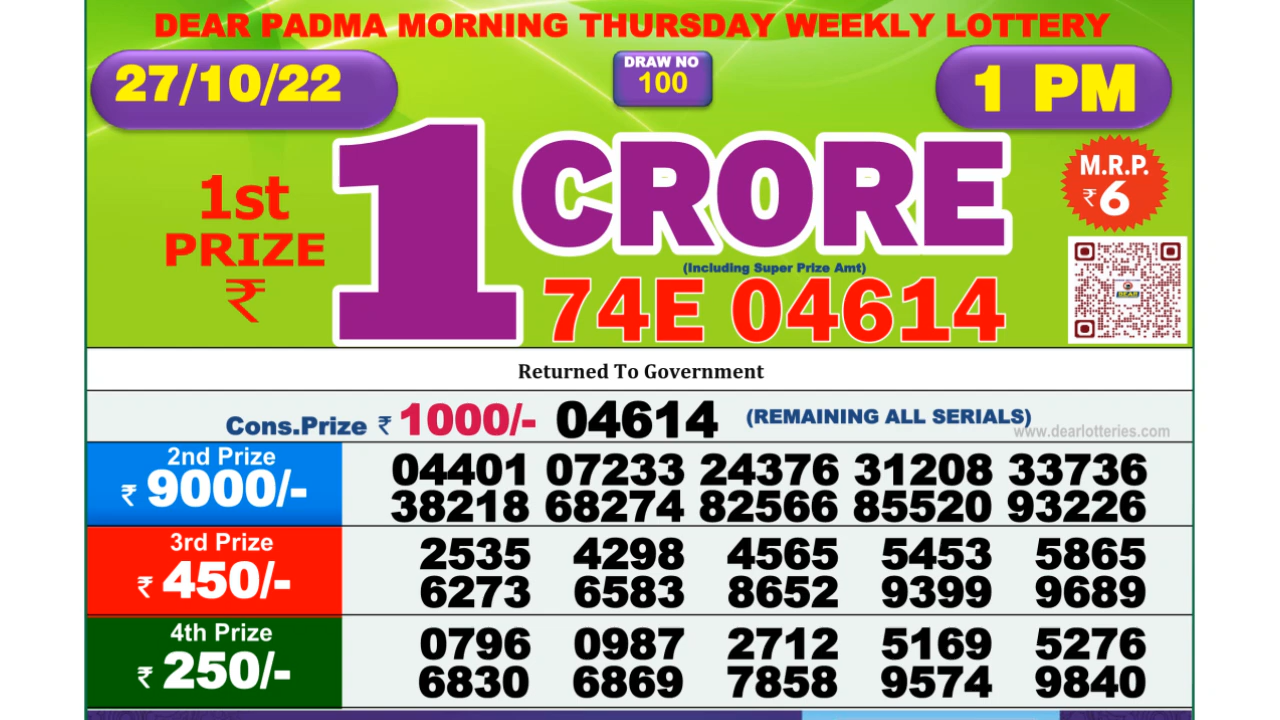 DEAR PADMA MORNING THURSDAY WEEKLY LOTTERY
27/10/22
DRAW NO
100
1 PM
1st
PRIZE
₹
1 CRORE
(Including Super Prize Amt)
74E 04614
M.R.P.
₹6
DEAR
Returned To Government
Cons.Prize ₹ 1000/- 04614 (REMAINING ALL SERIALS)
www.dearlotteries.com
2nd Prize
₹ 9000/-
04401 07233 24376 31208 33736
38218 68274 82566 85520 93226
3rd Prize
₹ 450/-
2535 4298 4565 5453 5865
6273 6583 8652 9399 9689
4th Prize
₹ 250/-
0796 0987 2712 5169 5276
6830 6869 7858 9574 9840